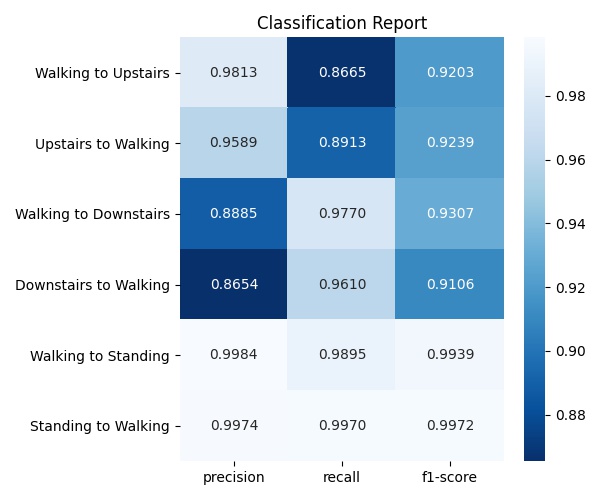 Classification Report
Walking to Upstairs 0.9813 0.8665 0.9203
Upstairs to Walking 0.9589 0.8913 0.9239
Walking to Downstairs 0.8885 0.9770 0.9307
Downstairs to Walking 0.8654 0.9610 0.9106
Walking to Standing 0.9984 0.9895 0.9939
Standing to Walking 0.9974 0.9970 0.9972
precision recall f1-score
0.98
0.96
0.94
0.92
0.90
0.88